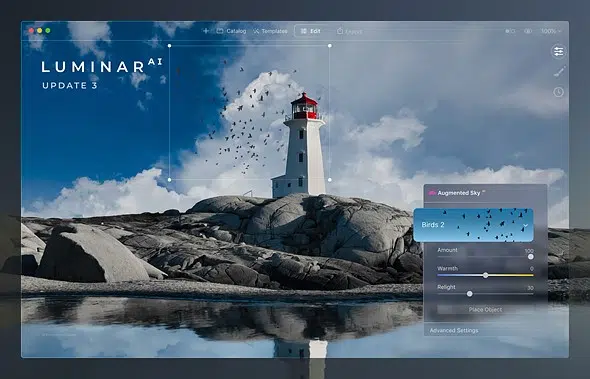 Catalog Templates Edit Export 100%
LUMINAR AI
UPDATE 3
Augmented Sky AI
Birds 2
Amount 100
Warmth 0
Relight 30
Place Object
Advanced Settings